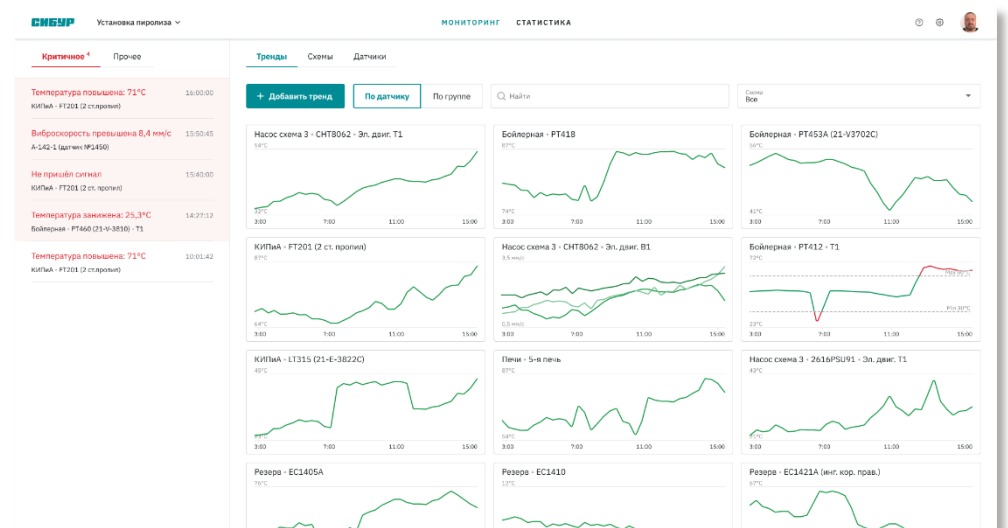 СИБУР
Установка пиролиза
МОНИТОРИНГ СТАТИСТИКА
Критичное 4 Прочее
Температура повышена: 71°C 16:00:00
КИПиА - FT201 (2 ст.пропил)
Виброскорость превышена 8,4 мм/с 15:50:45
А-142-1 (датчик №1450)
Не пришёл сигнал 15:40:00
КИПиА - FT201 (2 ст. пропил)
Температура занижена: 25,3°C 14:27:12
Бойлерная - PT460 (21-V-3810) - T1
Температура повышена: 71°C 10:01:42
КИПиА - FT201 (2 ст.пропил)
Тренды Схемы Датчики
+ Добавить тренд По датчику По группе Найти
Схема
Все
Насос схема 3 - СНТ8062 - Эл. двиг. T1
54°C
32°C
3:00 7:00 11:00 15:00
Бойлерная - PT418
87°C
74°C
3:00 7:00 11:00 15:00
Бойлерная - PT453A (21-V3702C)
56°C
41°C
3:00 7:00 11:00 15:00
КИПиА - FT201 (2 ст. пропил)
87°C
64°C
3:00 7:00 11:00 15:00
Насос схема 3 - СНТ8062 - Эл. двиг. B1
3,5 мм/с
0,5 мм/с
3:00 7:00 11:00 15:00
Бойлерная - PT412 - T1
72°C
Min 30°C
23°C
3:00 7:00 11:00 15:00
КИПиА - LT315 (21-E-3822C)
45°C
3:00 7:00 11:00 15:00
Печи - 5-я печь
87°C
54°C
3:00 7:00 11:00 15:00
Насос схема 3 - 2616PSU91 - Эл. двиг. T1
43°C
3:00 7:00 11:00 15:00
Резерв - EC1405A
76°C
Резерв - EC1410
12°C
Резерв - EC1421A (инг. кор. прав.)
67°C